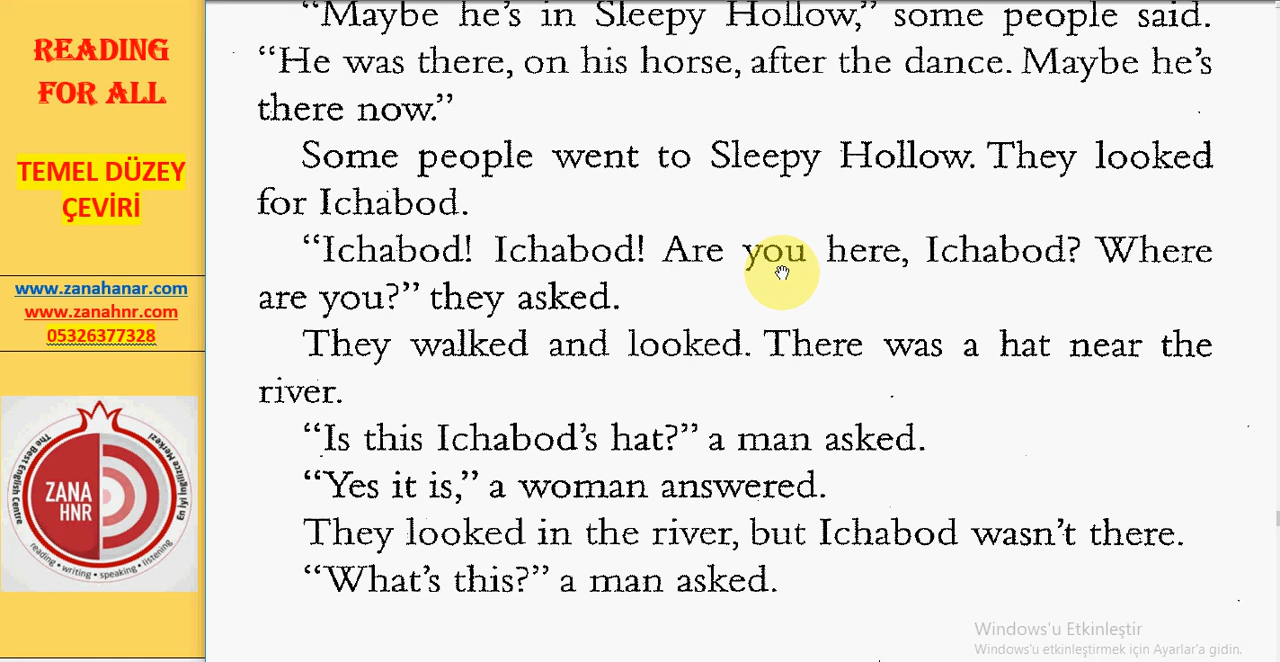 READING
FOR ALL
TEMEL DÜZEY
ÇEVİRİ
www.zanahanar.com
www.zanahnr.com
05326377328
The Best English Centre
En İyi İngilizce Merkezi
ZANA
HNR
reading • writing • speaking • listening
“Maybe he’s in Sleepy Hollow,” some people said.
“He was there, on his horse, after the dance. Maybe he’s
there now.”
Some people went to Sleepy Hollow. They looked
for Ichabod.
“Ichabod! Ichabod! Are you here, Ichabod? Where
are you?” they asked.
They walked and looked. There was a hat near the
river.
“Is this Ichabod’s hat?” a man asked.
“Yes it is,” a woman answered.
They looked in the river, but Ichabod wasn’t there.
“What’s this?” a man asked.
Windows'u Etkinleştir
Windows'u etkinleştirmek için Ayarlar'a gidin.